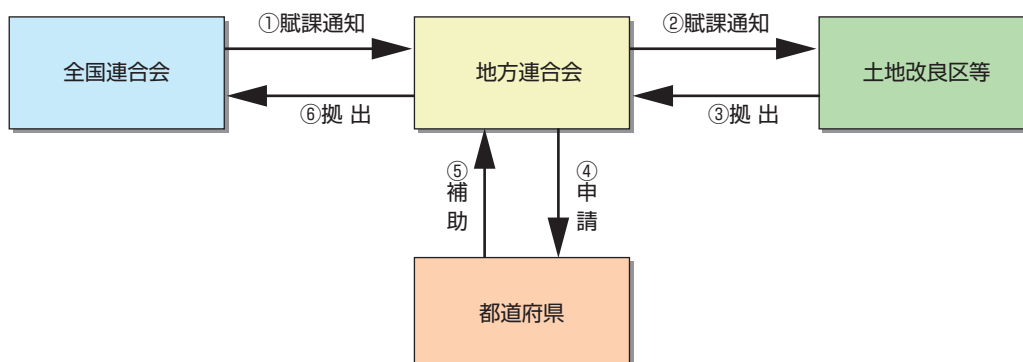 ①賦課通知
②賦課通知
全国連合会
地方連合会
土地改良区等
⑥拠 出
③拠 出
⑤補 助
④申 請
都道府県